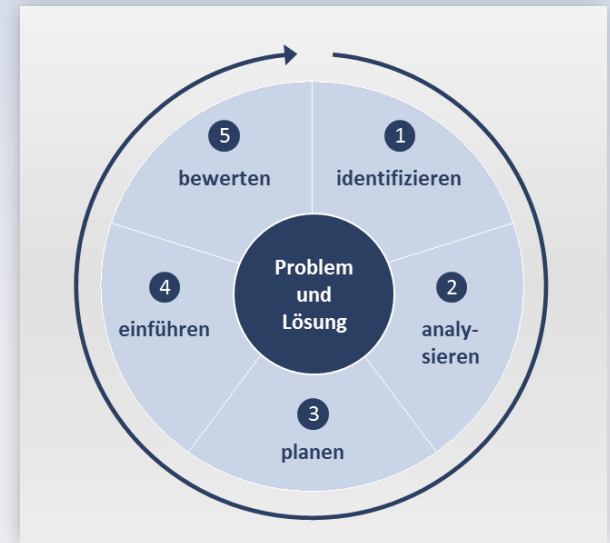 Problem
und
Lösung
1
identifizieren
2
analy-
sieren
3
planen
4
einführen
5
bewerten